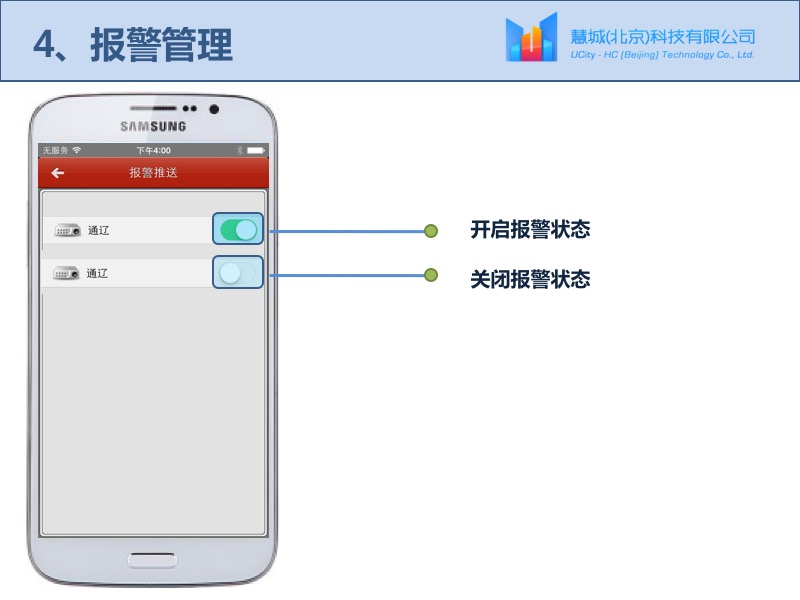 4、报警管理
慧城(北京)科技有限公司
UCity - HC (Beijing) Technology Co., Ltd.
SAMSUNG
无服务 下午4:00
报警推送
通辽
开启报警状态
通辽
关闭报警状态